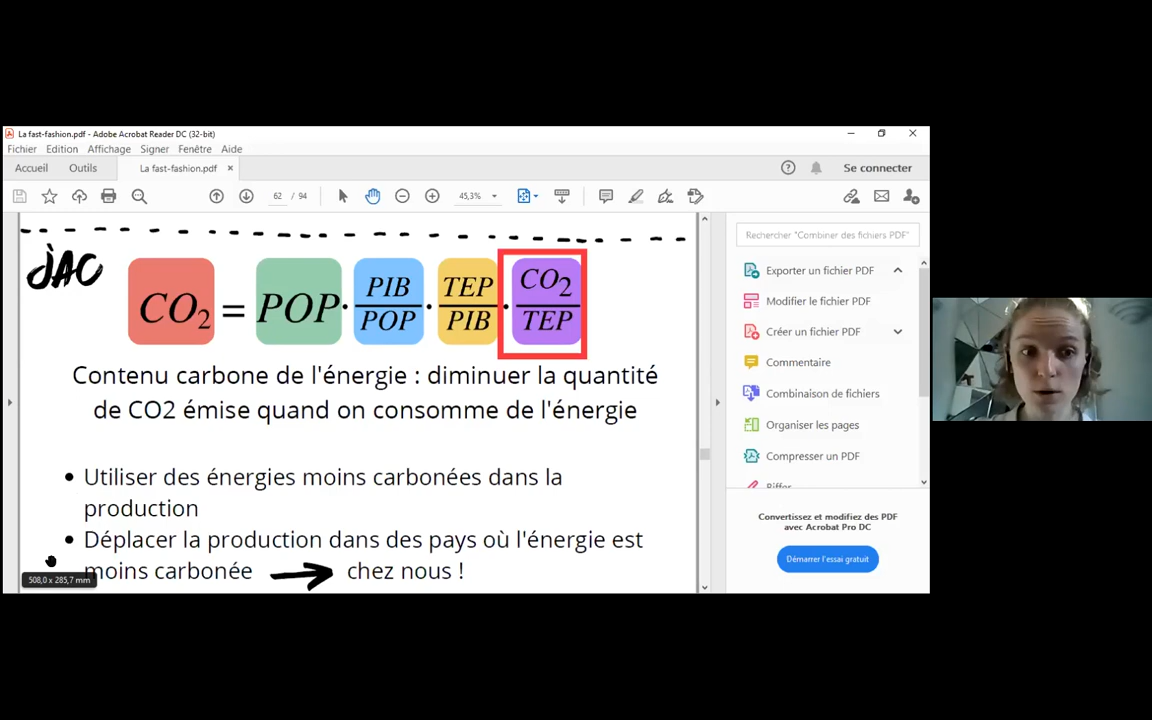 La fast-fashion.pdf - Adobe Acrobat Reader DC (32-bit)
Fichier Edition Affichage Signer Fenêtre Aide
Accueil Outils La fast-fashion.pdf × Se connecter
62 / 94 45,3%
JAC
CO2 = POP · PIB/POP · TEP/PIB · CO2/TEP
Contenu carbone de l'énergie : diminuer la quantité
de CO2 émise quand on consomme de l'énergie
• Utiliser des énergies moins carbonées dans la
production
• Déplacer la production dans des pays où l'énergie est
moins carbonée → chez nous !
508,0 x 285,7 mm
Rechercher "Combiner des fichiers PDF"
Exporter un fichier PDF
Modifier le fichier PDF
Créer un fichier PDF
Commentaire
Combinaison de fichiers
Organiser les pages
Compresser un PDF
Biffer
Convertissez et modifiez des PDF
avec Acrobat Pro DC
Démarrer l'essai gratuit